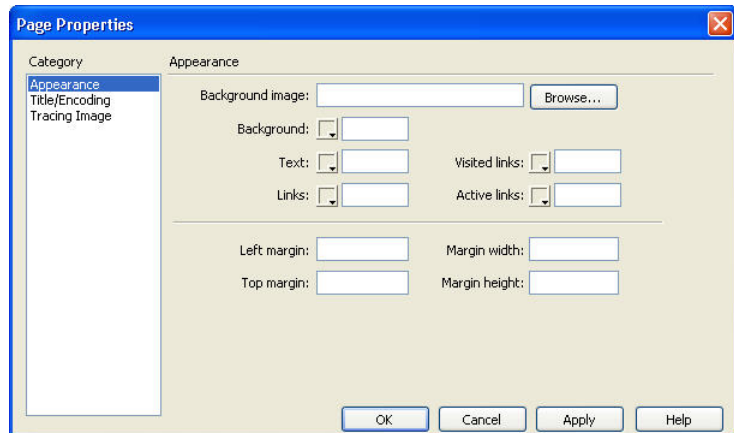 Page Properties
Category
Appearance
Title/Encoding
Tracing Image
Appearance
Background image:
Browse...
Background:
Text:
Visited links:
Links:
Active links:
Left margin:
Margin width:
Top margin:
Margin height:
OK
Cancel
Apply
Help